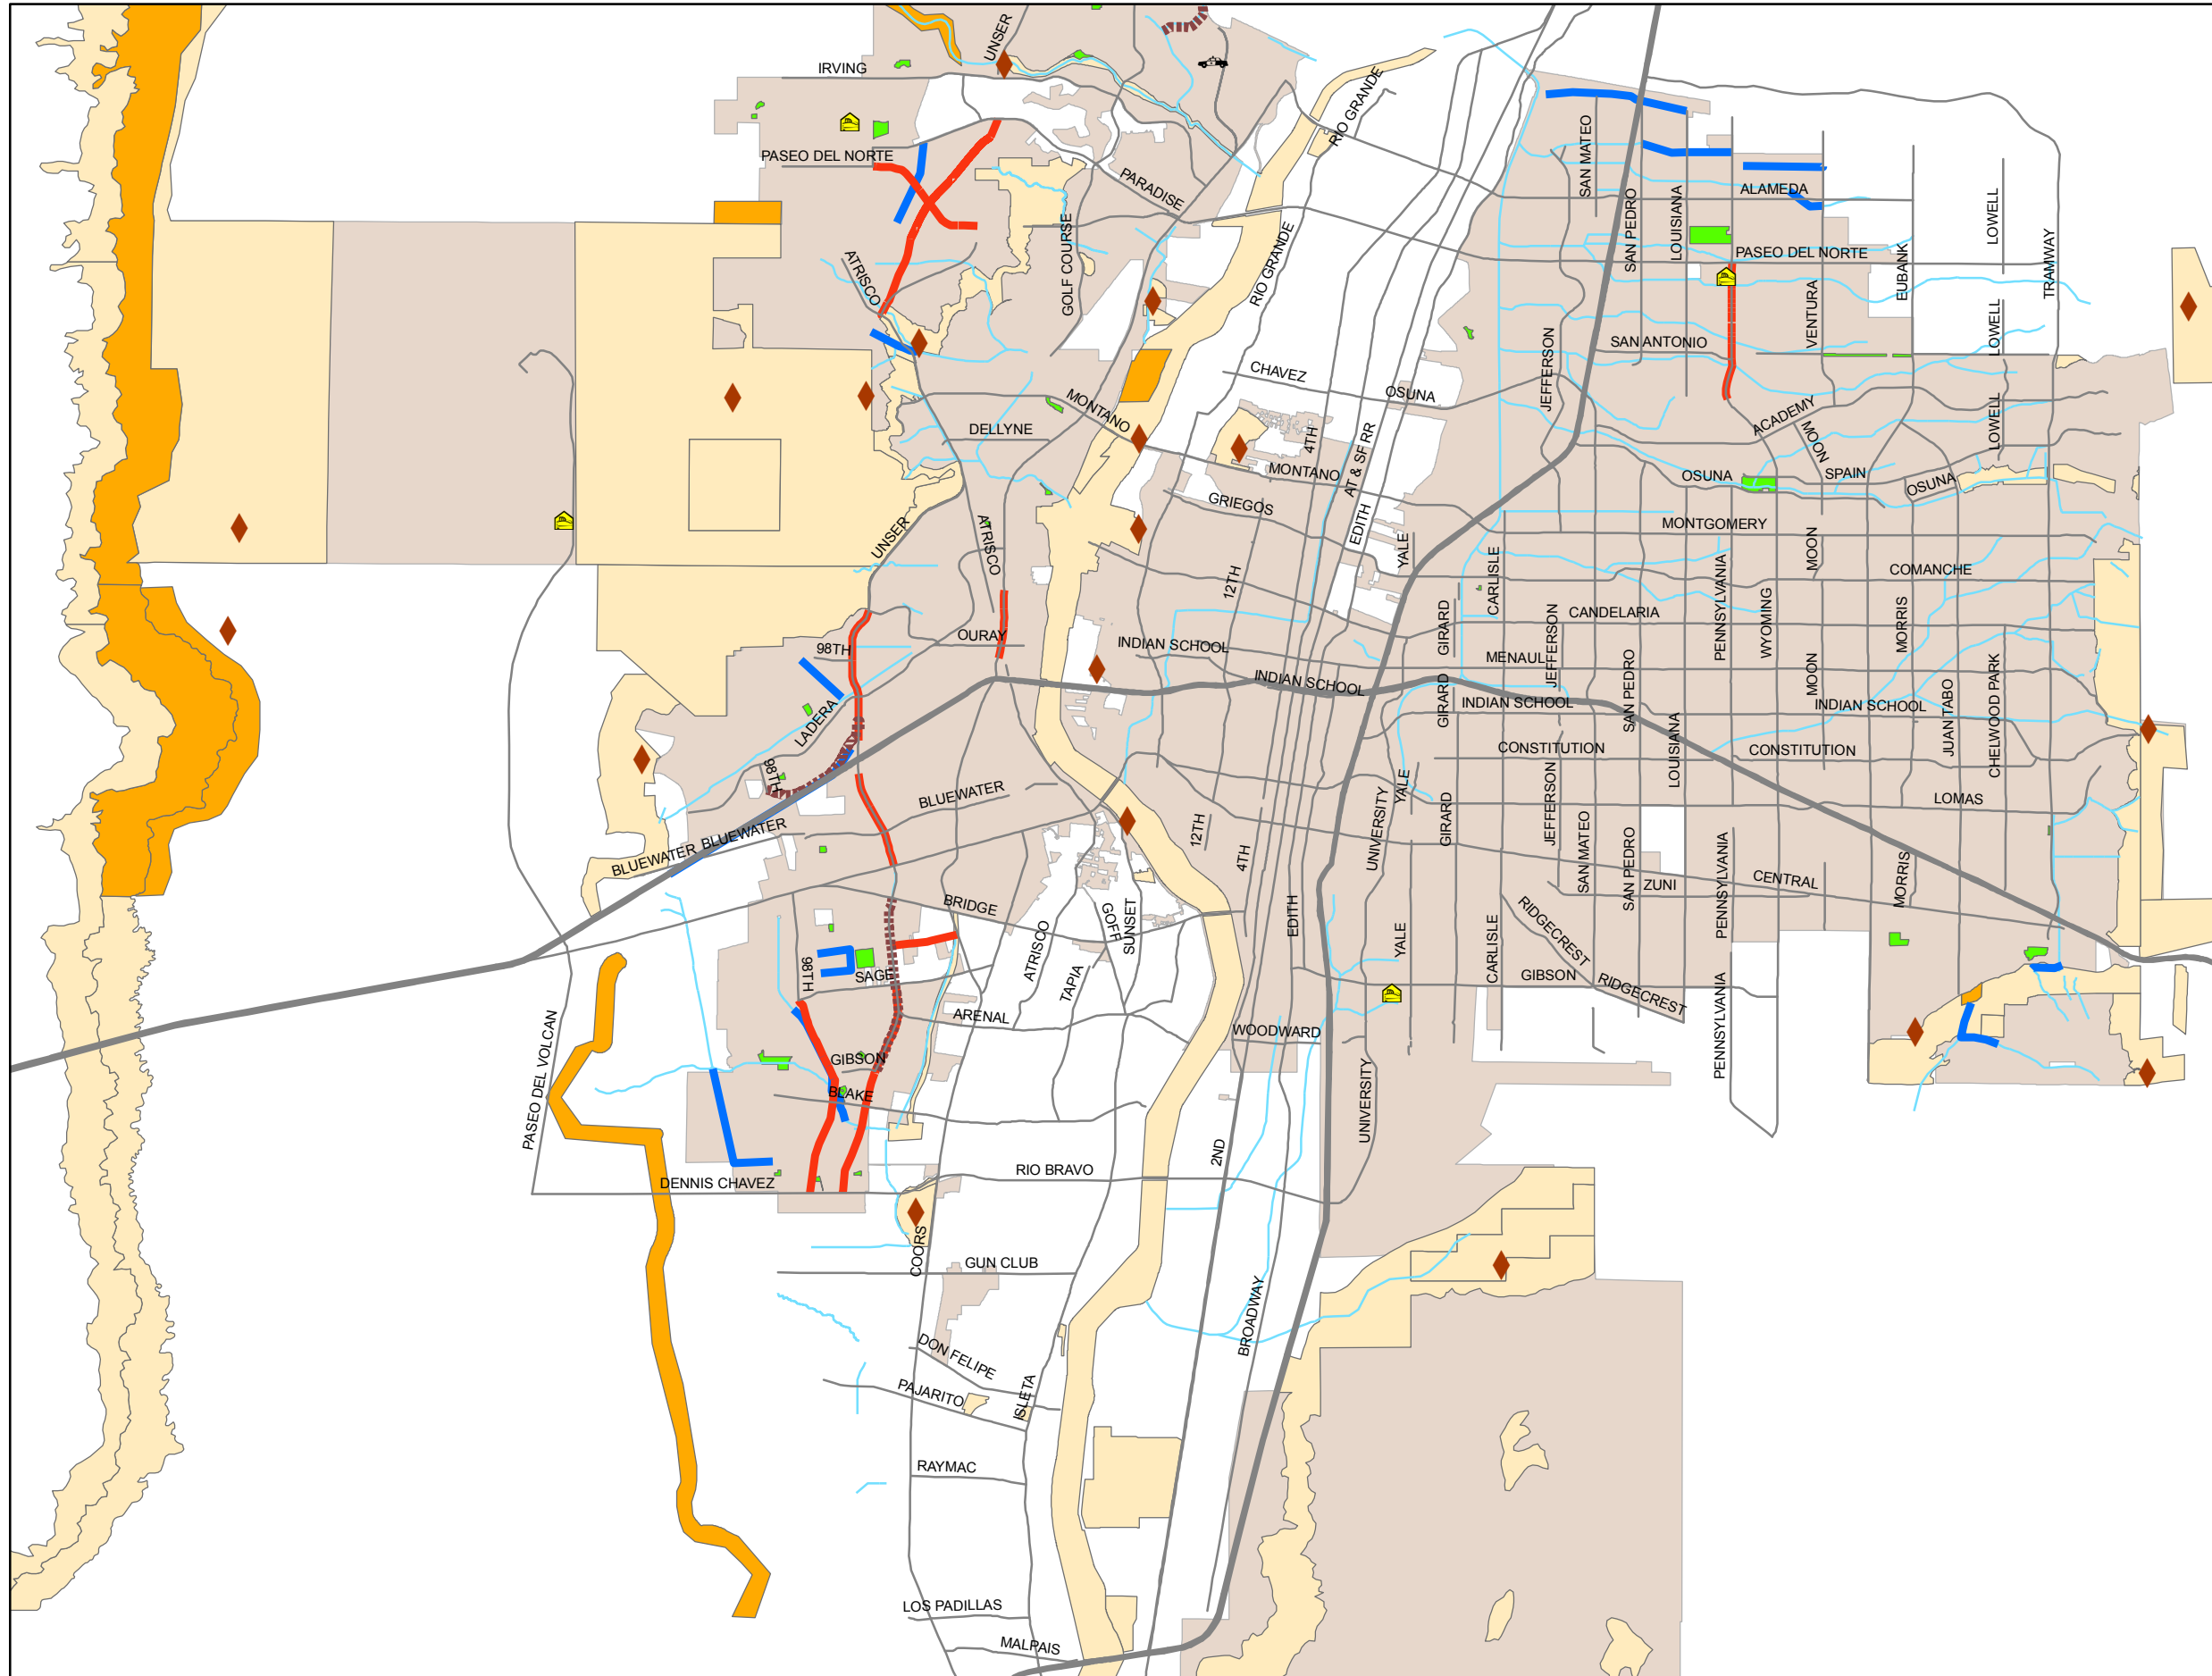 UNSER
IRVING
RIO GRANDE
SAN MATEO
PASEO DEL NORTE
PARADISE
ALAMEDA
SAN PEDRO
LOUISIANA
LOWELL
GOLF COURSE
RIO GRANDE
PASEO DEL NORTE
EUBANK
TRAMWAY
ATRISCO
VENTURA
LOWELL
SAN ANTONIO
JEFFERSON
CHAVEZ
OSUNA
MONTANO
ACADEMY
LOWELL
DELLYNE
4TH
MOON
AT & SF RR
MONTANO
OSUNA
SPAIN
OSUNA
GRIEGOS
EDITH
UNSER
ATRISCO
MONTGOMERY
YALE
MOON
CARLISLE
12TH
PENNSYLVANIA
COMANCHE
CANDELARIA
GIRARD
JEFFERSON
WYOMING
MORRIS
OURAY
98TH
INDIAN SCHOOL
MENAUL
INDIAN SCHOOL
SAN PEDRO
MOON
GIRARD
INDIAN SCHOOL
INDIAN SCHOOL
LADERA
JUAN TABO
CHELWOOD PARK
CONSTITUTION
CONSTITUTION
LOUISIANA
98TH
YALE
BLUEWATER
LOMAS
BLUEWATER
BLUEWATER
12TH
UNIVERSITY
GIRARD
JEFFERSON
4TH
SAN MATEO
SAN PEDRO
PENNSYLVANIA
ZUNI
CENTRAL
MORRIS
BRIDGE
GOFF
SUNSET
EDITH
RIDGECREST
ATRISCO
YALE
CARLISLE
98TH
SAGE
TAPIA
GIBSON
RIDGECREST
PENNSYLVANIA
ARENAL
WOODWARD
PASEO DEL VOLCAN
GIBSON
BLAKE
UNIVERSITY
2ND
RIO BRAVO
DENNIS CHAVEZ
COORS
GUN CLUB
BROADWAY
DON FELIPE
PAJARITO
ISLETA
RAYMAC
LOS PADILLAS
MALPAIS